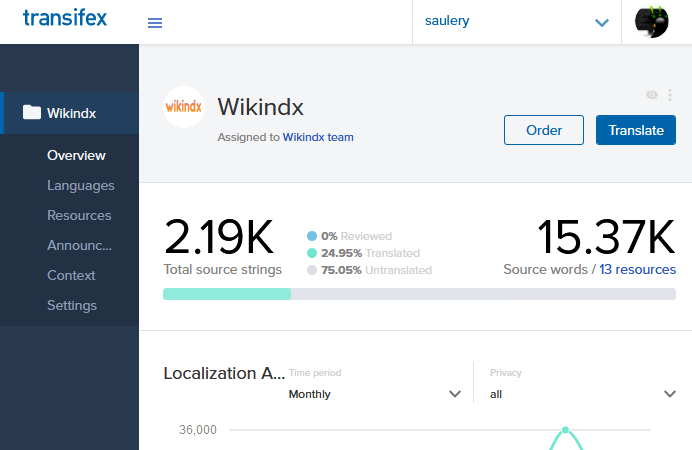 transifex
saulery
wikindx
Wikindx
Wikindx
Assigned to Wikindx team
Order
Translate
Overview
Languages
Resources
Announc...
Context
Settings
2.19K
Total source strings
0% Reviewed
24.95% Translated
75.05% Untranslated
15.37K
Source words / 13 resources
Localization A...
Time period
Monthly
Privacy
all
36,000